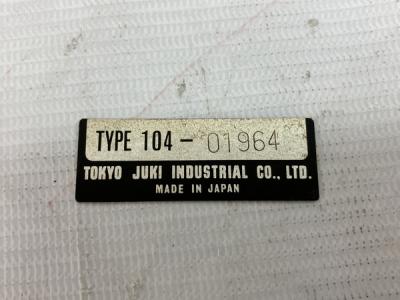 TYPE 104 - 01964
TOKYO JUKI INDUSTRIAL CO., LTD.
MADE IN JAPAN